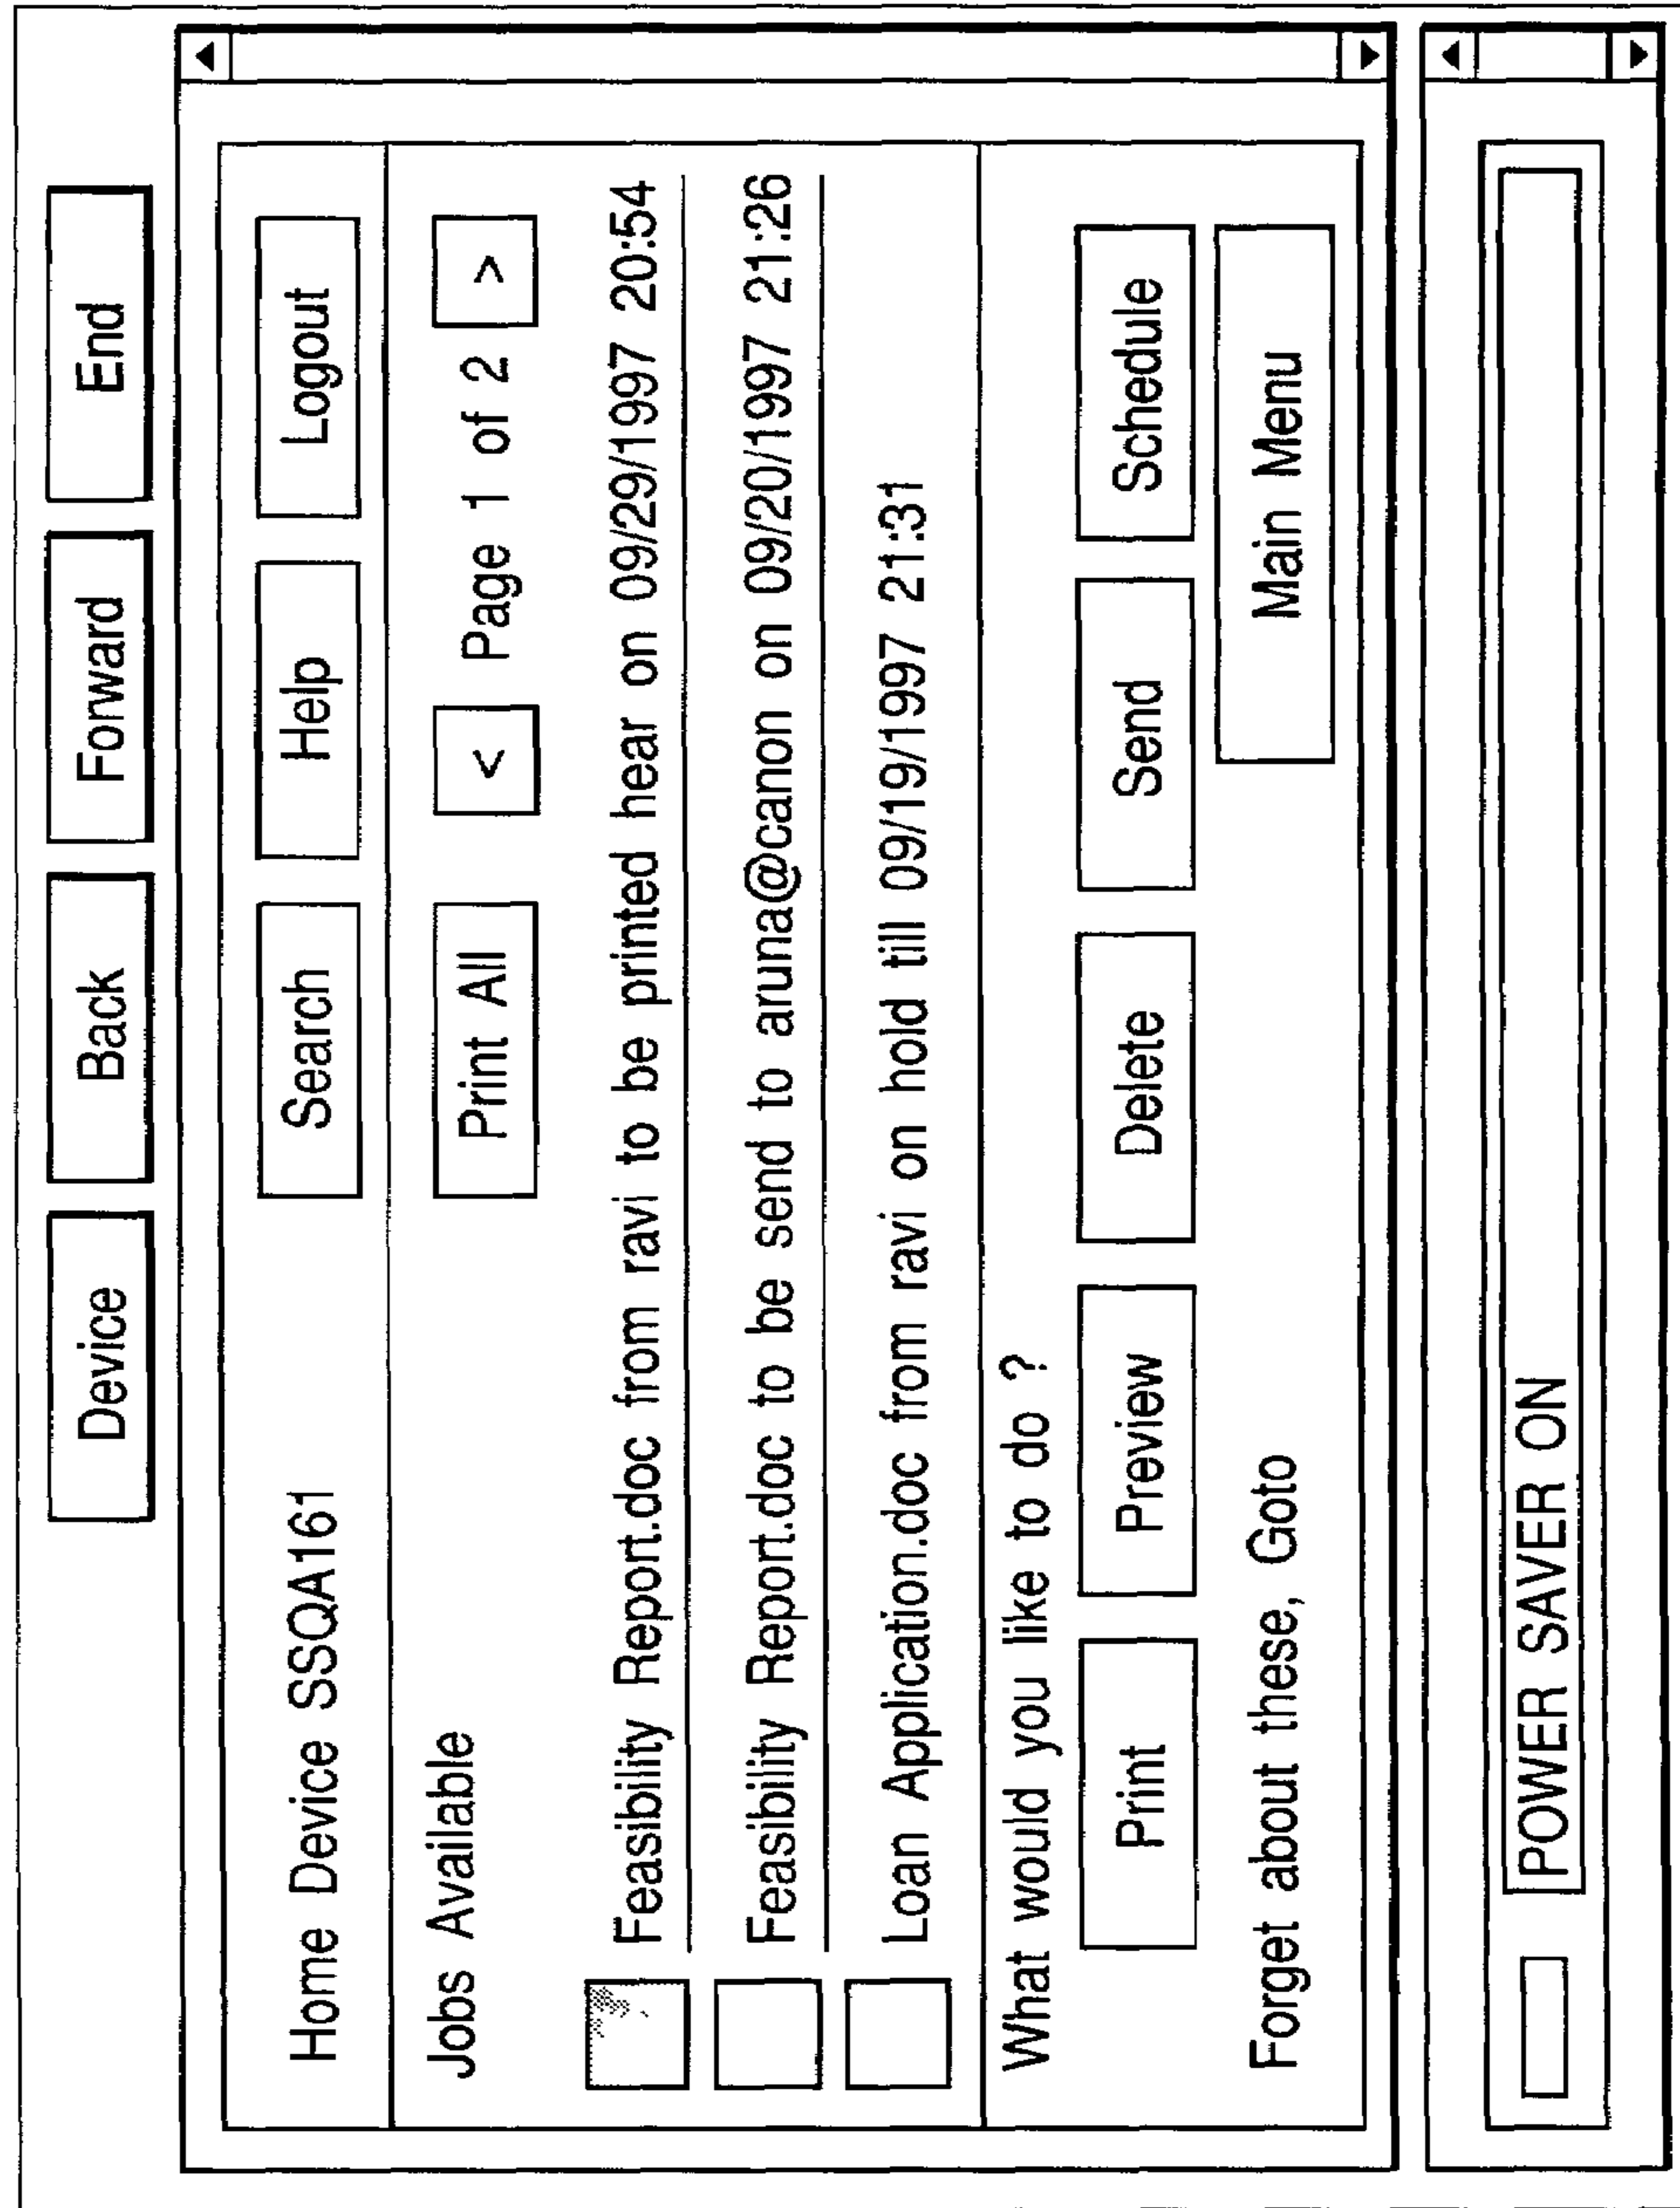 Device Back Forward End
Home Device SSQA161 Search Help Logout
Jobs Available Print All < Page 1 of 2 >
Feasibility Report.doc from ravi to be printed hear on 09/29/1997 20:54
Feasibility Report.doc to be send to aruna@canon on 09/20/1997 21:26
Loan Application.doc from ravi on hold till 09/19/1997 21:31
What would you like to do ?
Print Preview Delete Send Schedule
Forget about these, Goto Main Menu
POWER SAVER ON